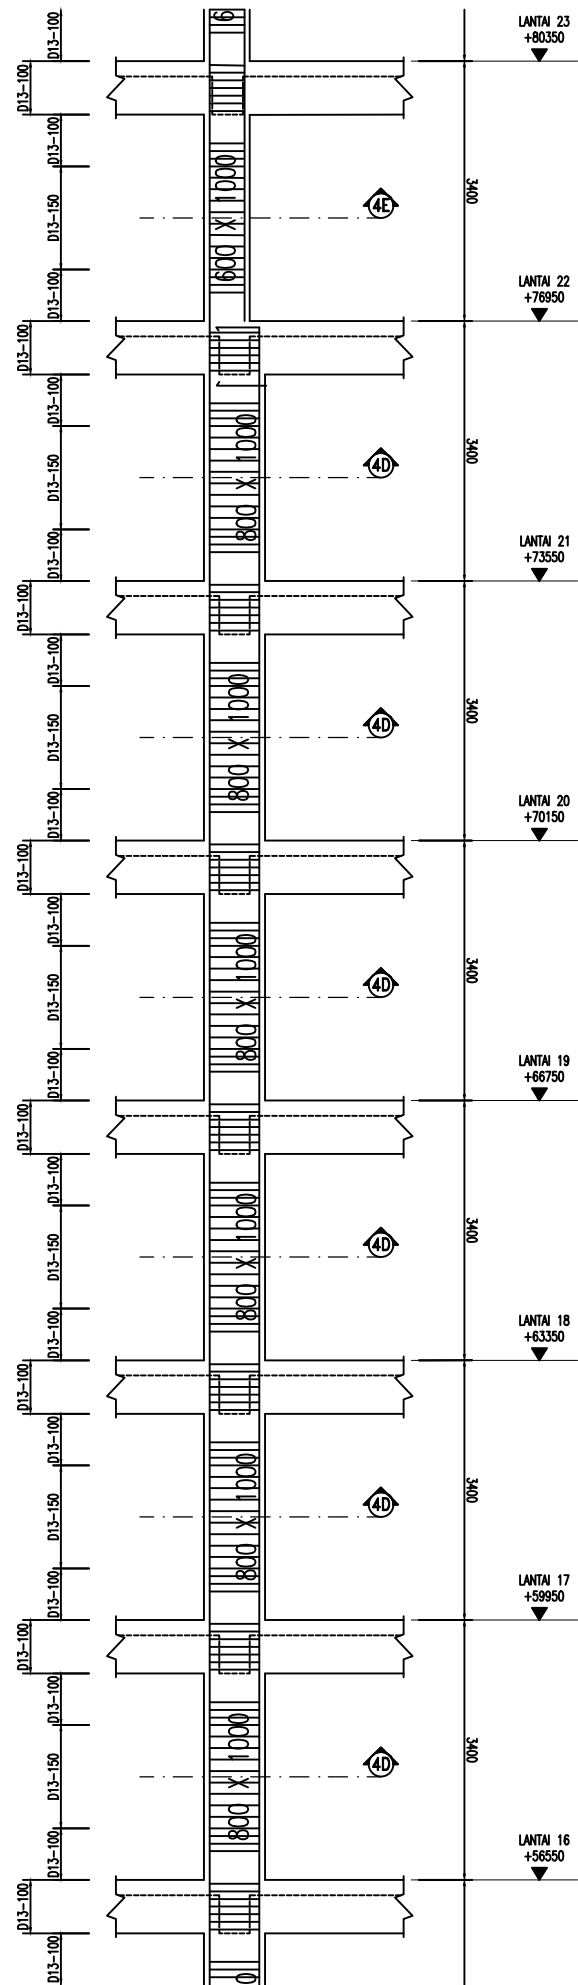 D13-100
LANTAI 23
+80350
D13-100
D13-100
600 X 1000
4E
3400
D13-150
D13-100
LANTAI 22
+76950
D13-100
D13-100
800 X 1000
4D
3400
D13-150
D13-100
LANTAI 21
+73550
D13-100
D13-100
800 X 1000
4D
3400
D13-150
D13-100
LANTAI 20
+70150
D13-100
D13-100
800 X 1000
4D
3400
D13-150
D13-100
LANTAI 19
+66750
D13-100
D13-100
800 X 1000
4D
3400
D13-150
D13-100
LANTAI 18
+63350
D13-100
D13-100
800 X 1000
4D
3400
D13-150
D13-100
LANTAI 17
+59950
D13-100
D13-100
800 X 1000
4D
3400
D13-150
D13-100
LANTAI 16
+56550
D13-100
D13-100